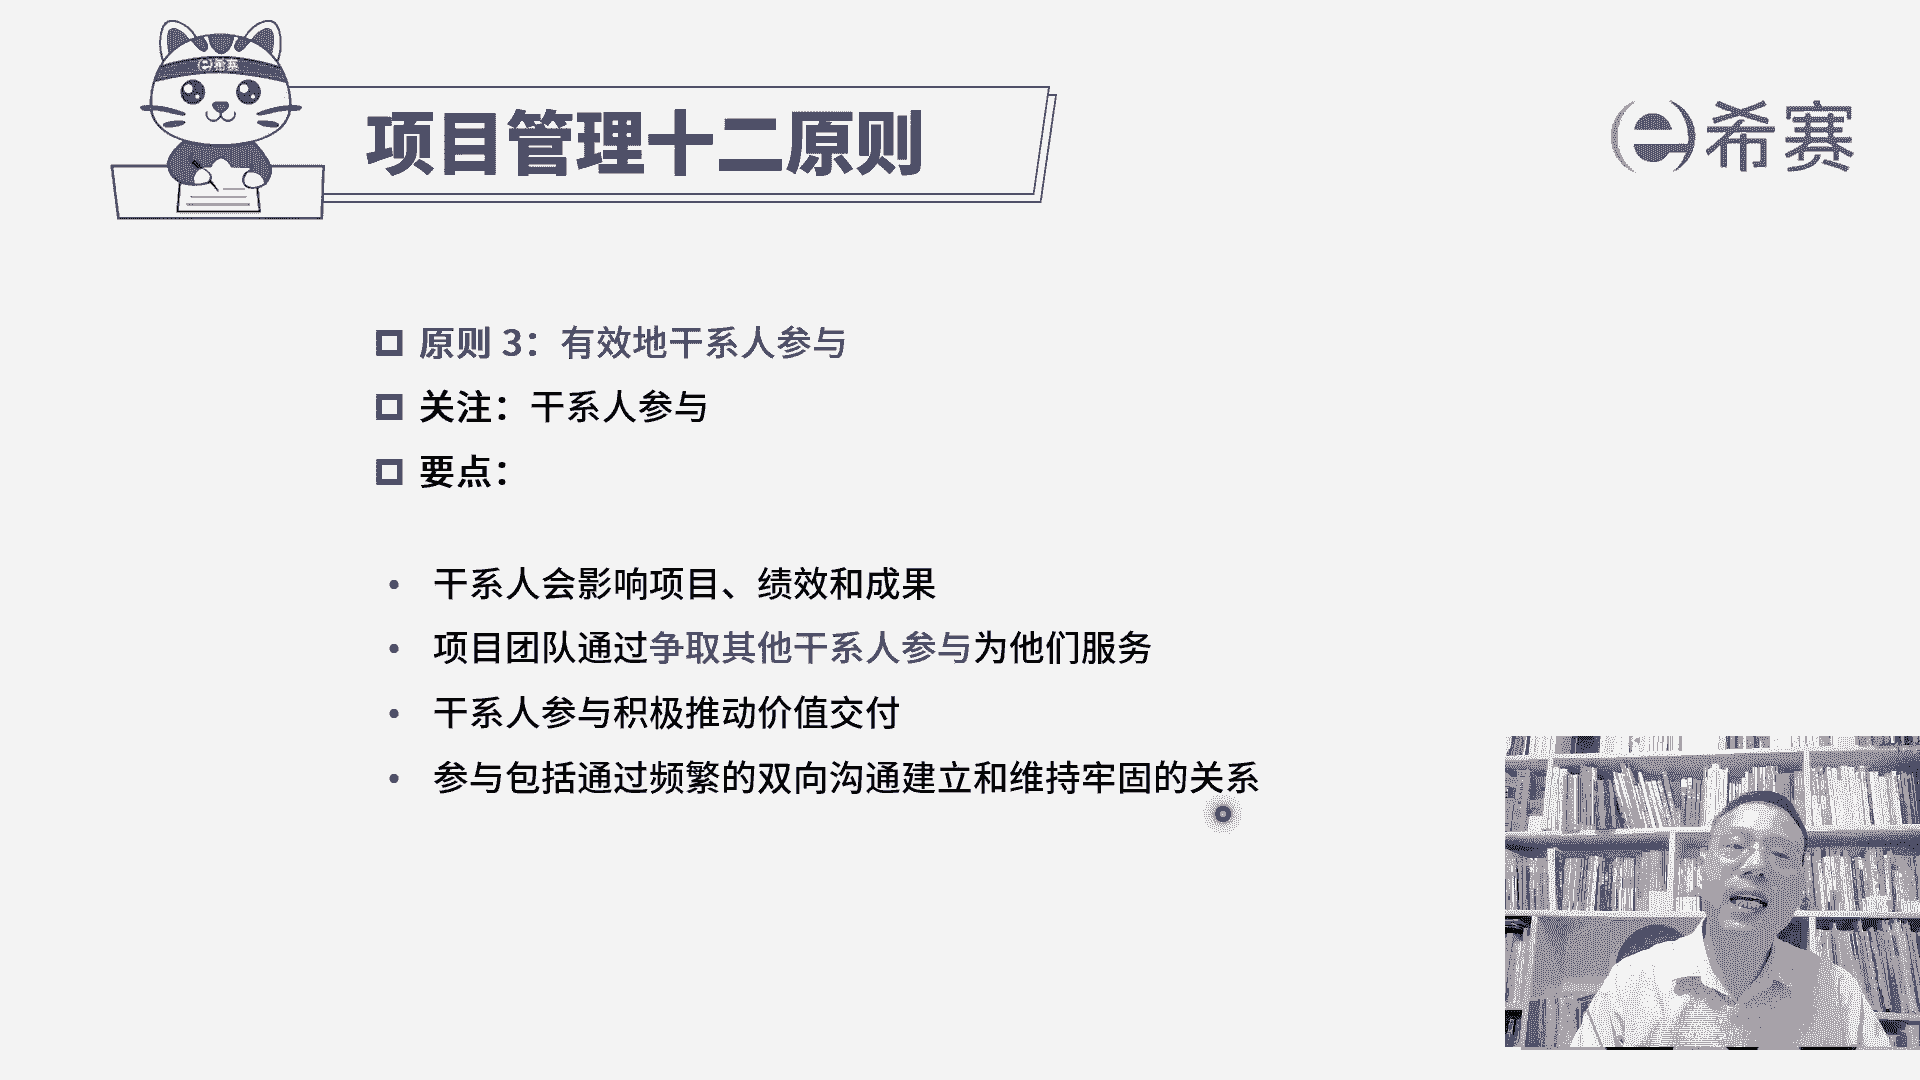 希赛
项目管理十二原则
希赛
原则 3：有效地干系人参与
关注：干系人参与
要点：
干系人会影响项目、绩效和成果
项目团队通过争取其他干系人参与为他们服务
干系人参与积极推动价值交付
参与包括通过频繁的双向沟通建立和维持牢固的关系